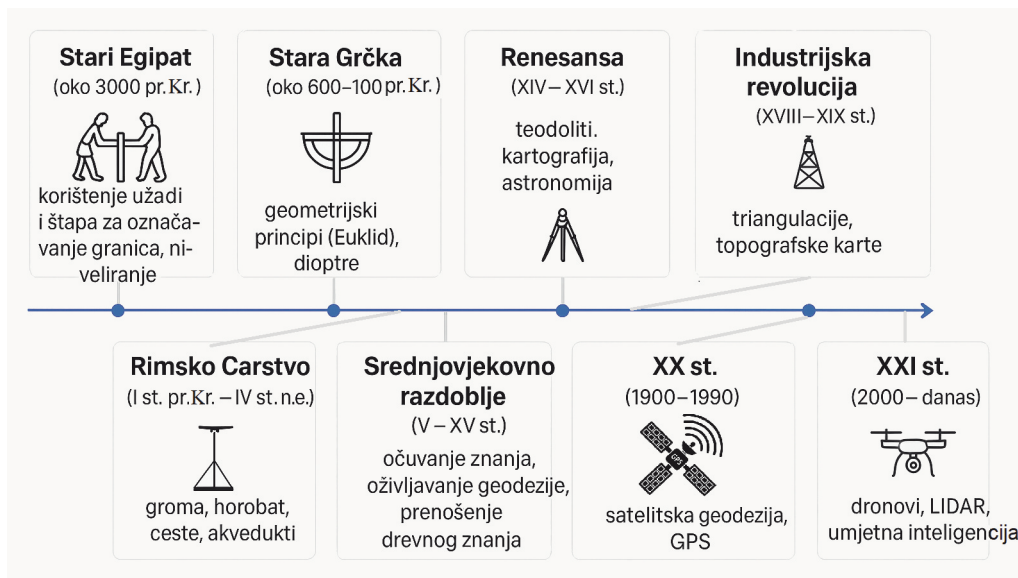 Stari Egipat
(oko 3000 pr.Kr.)
korištenje užadi
i štapa za označa-
vanje granica, ni-
veliranje
Stara Grčka
(oko 600–100 pr.Kr.)
geometrijski
principi (Euklid),
dioptre
Renesansa
(XIV– XVI st.)
teodoliti.
kartografija,
astronomija
Industrijska
revolucija
(XVIII–XIX st.)
triangulacije,
topografske karte
Rimsko Carstvo
(I st. pr.Kr. – IV st. n.e.)
groma, horobat,
ceste, akvedukti
Srednjovjekovno
razdoblje
(V – XV st.)
očuvanje znanja,
oživljavanje geodezije,
prenošenje
drevnog znanja
XX st.
(1900–1990)
GPS
satelitska geodezija,
GPS
XXI st.
(2000– danas)
dronovi, LIDAR,
umjetna inteligencija